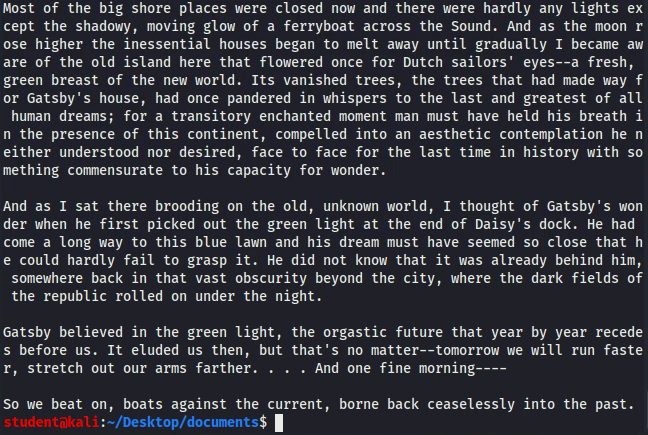 Most of the big shore places were closed now and there were hardly any lights ex
cept the shadowy, moving glow of a ferryboat across the Sound. And as the moon r
ose higher the inessential houses began to melt away until gradually I became aw
are of the old island here that flowered once for Dutch sailors' eyes--a fresh,
green breast of the new world. Its vanished trees, the trees that had made way f
or Gatsby's house, had once pandered in whispers to the last and greatest of all
 human dreams; for a transitory enchanted moment man must have held his breath i
n the presence of this continent, compelled into an aesthetic contemplation he n
either understood nor desired, face to face for the last time in history with so
mething commensurate to his capacity for wonder.

And as I sat there brooding on the old, unknown world, I thought of Gatsby's won
der when he first picked out the green light at the end of Daisy's dock. He had
come a long way to this blue lawn and his dream must have seemed so close that h
e could hardly fail to grasp it. He did not know that it was already behind him,
 somewhere back in that vast obscurity beyond the city, where the dark fields of
 the republic rolled on under the night.

Gatsby believed in the green light, the orgastic future that year by year recede
s before us. It eluded us then, but that's no matter--tomorrow we will run faste
r, stretch out our arms farther. . . . And one fine morning----

So we beat on, boats against the current, borne back ceaselessly into the past.
student@kali:~/Desktop/documents$